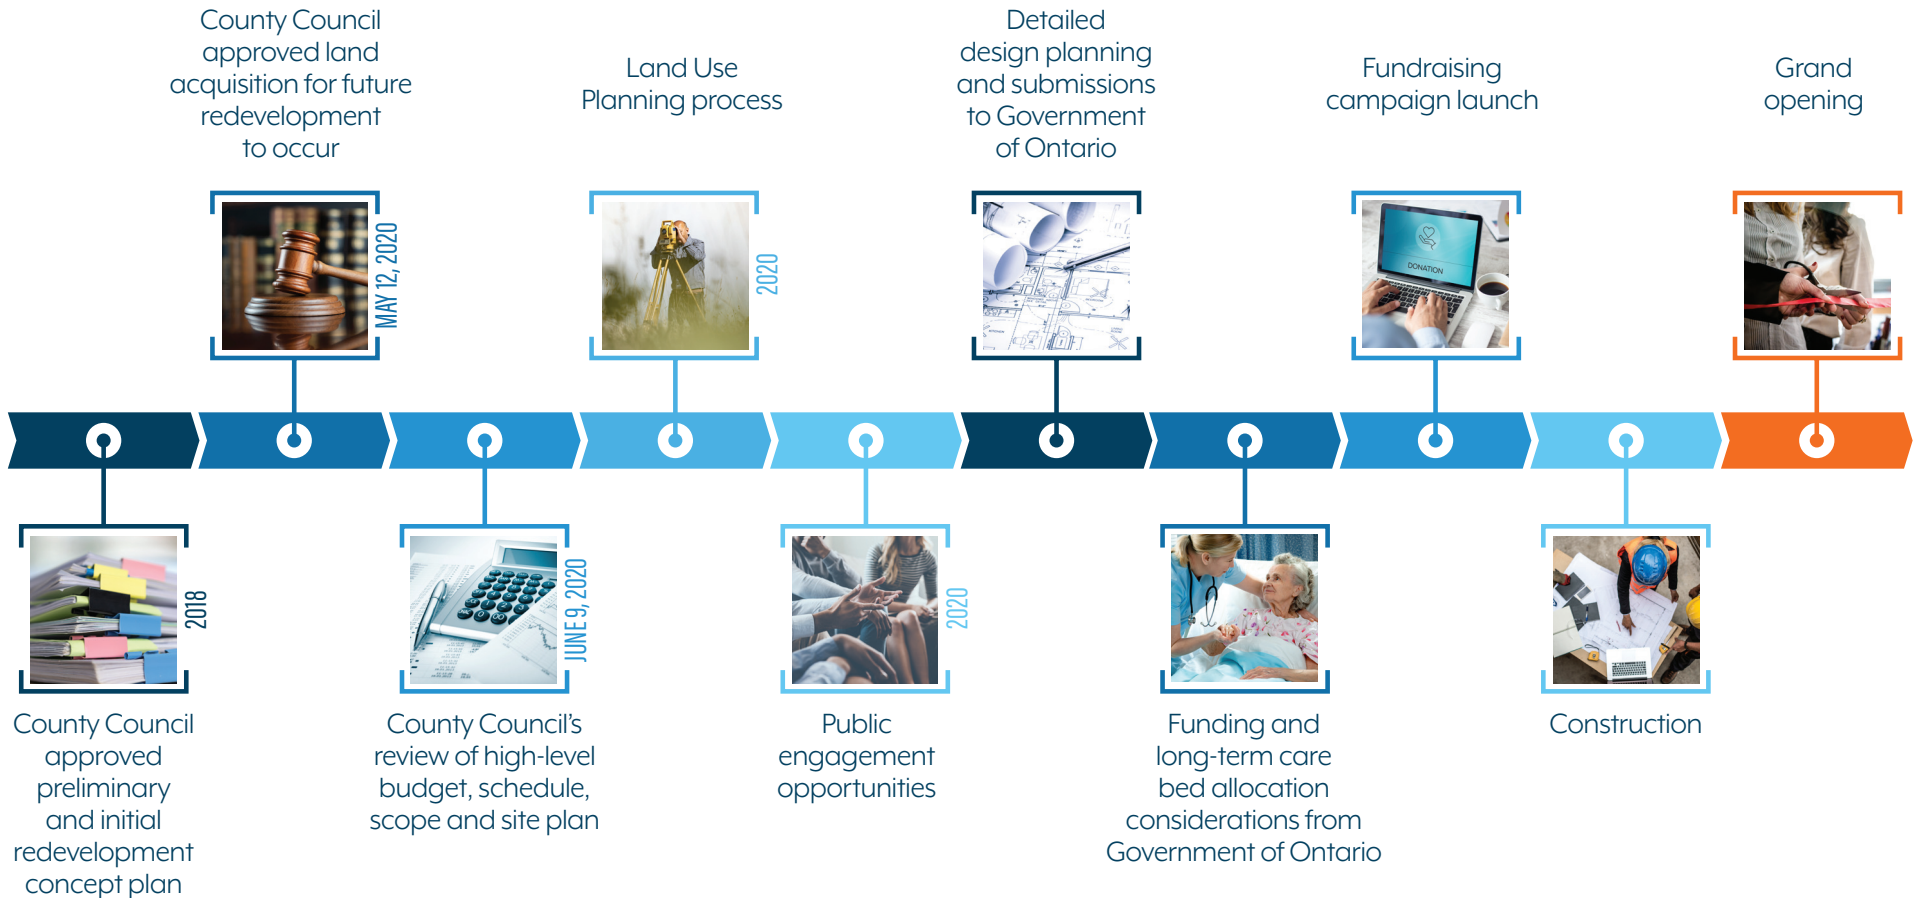 County Council
approved land
acquisition for future
redevelopment
to occur
MAY 12, 2020
Land Use
Planning process
2020
Detailed
design planning
and submissions
to Government
of Ontario
Fundraising
campaign launch
DONATION
Grand
opening
2018
County Council
approved
preliminary
and initial
redevelopment
concept plan
JUNE 9, 2020
County Council's
review of high-level
budget, schedule,
scope and site plan
2020
Public
engagement
opportunities
Funding and
long-term care
bed allocation
considerations from
Government of Ontario
Construction